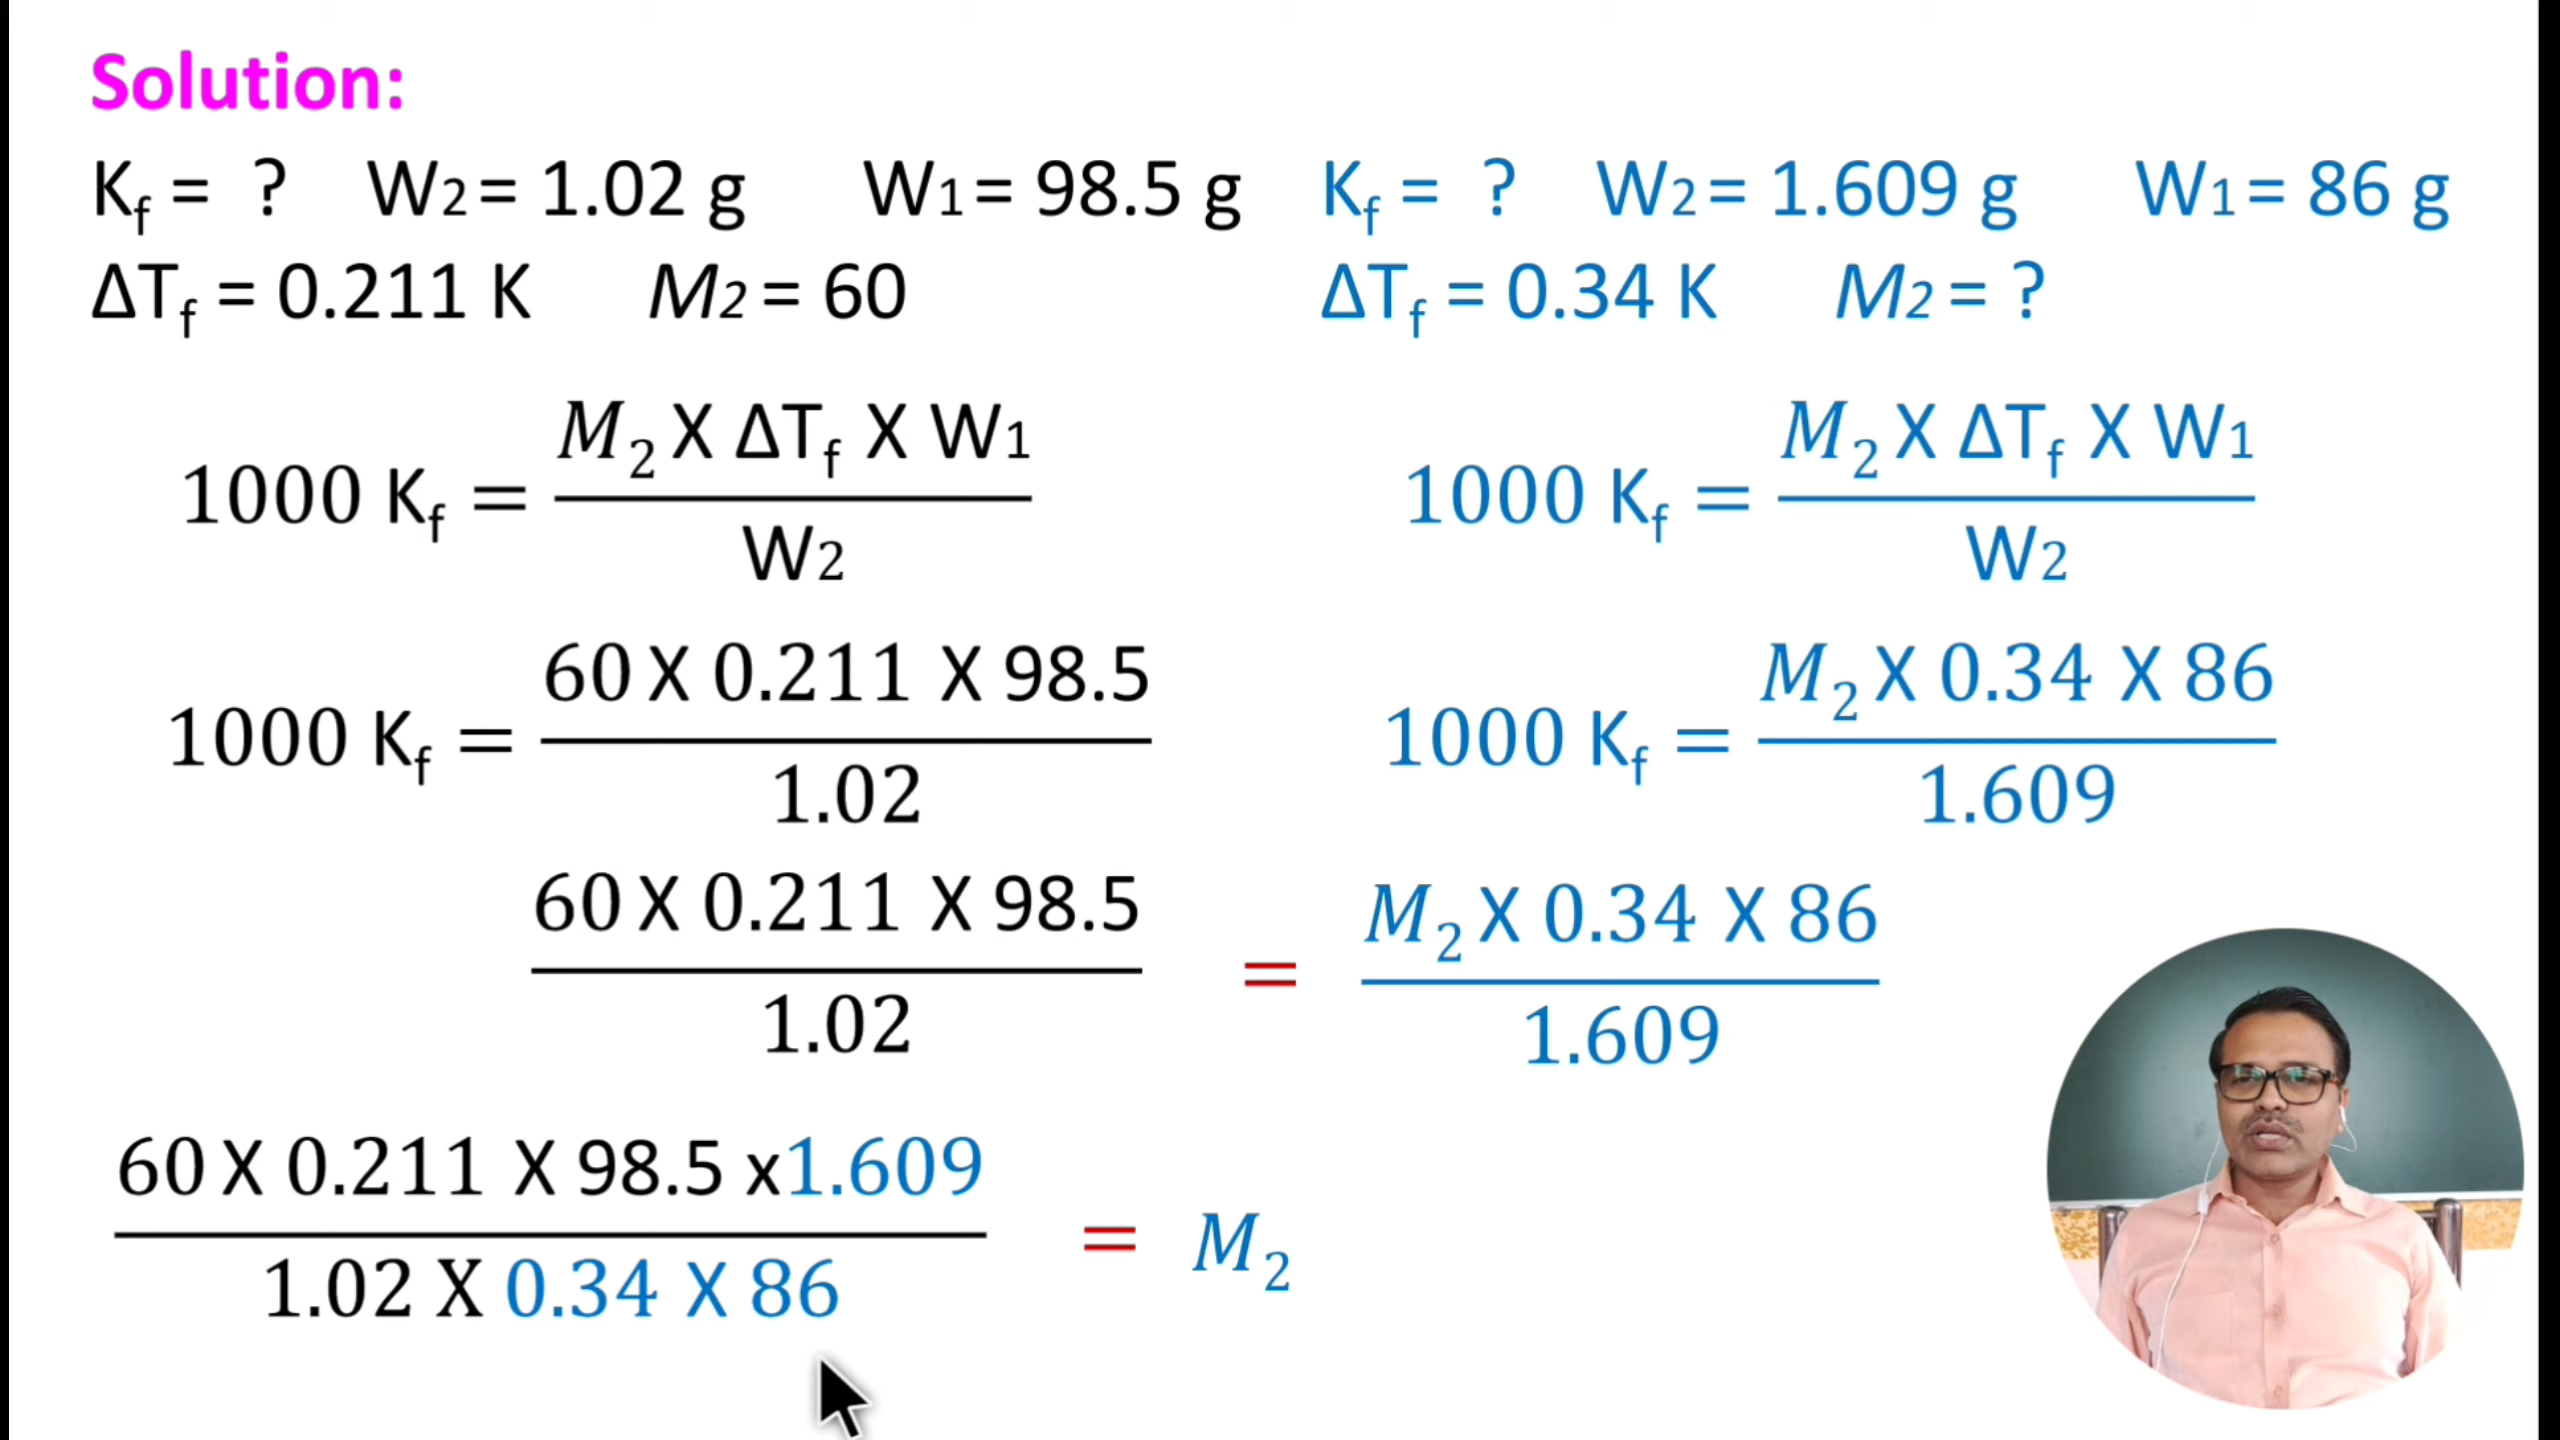 Solution:
Kf = ? W2 = 1.02 g W1 = 98.5 g Kf = ? W2 = 1.609 g W1 = 86 g
ΔTf = 0.211 K M2 = 60 ΔTf = 0.34 K M2 = ?
M2 X ΔTf X W1 M2 X ΔTf X W1
1000 Kf = 1000 Kf =
W2 W2
60 X 0.211 X 98.5 M2 X 0.34 X 86
1000 Kf = 1000 Kf =
1.02 1.609
60 X 0.211 X 98.5 M2 X 0.34 X 86
=
1.02 1.609
60 X 0.211 X 98.5 x1.609
= M2
1.02 X 0.34 X 86